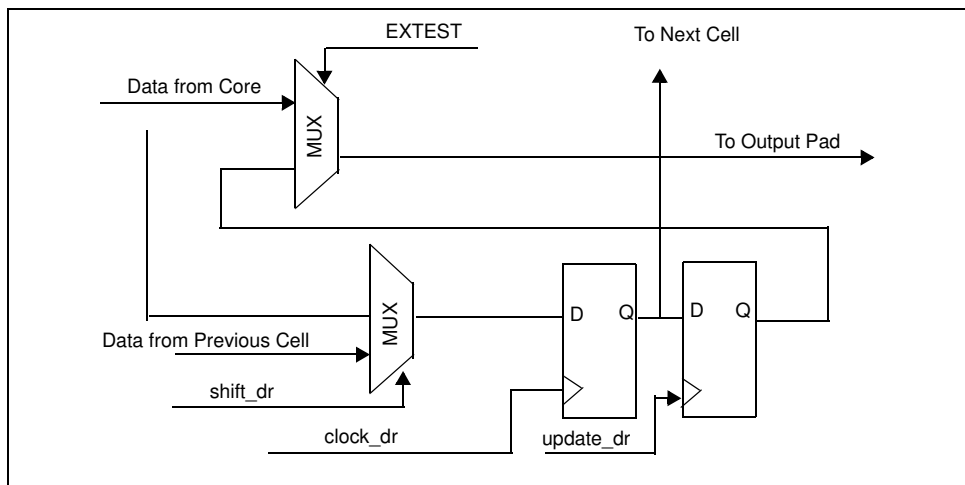 EXTEST
To Next Cell
Data from Core
MUX
To Output Pad
MUX
D
Q
D
Q
Data from Previous Cell
shift_dr
clock_dr
update_dr